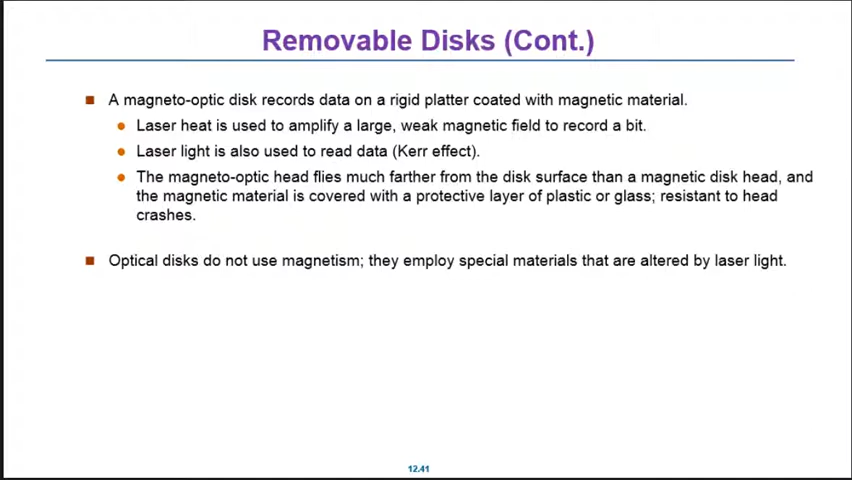 Removable Disks (Cont.)
A magneto-optic disk records data on a rigid platter coated with magnetic material.
Laser heat is used to amplify a large, weak magnetic field to record a bit.
Laser light is also used to read data (Kerr effect).
The magneto-optic head flies much farther from the disk surface than a magnetic disk head, and
the magnetic material is covered with a protective layer of plastic or glass; resistant to head
crashes.
Optical disks do not use magnetism; they employ special materials that are altered by laser light.
12.41